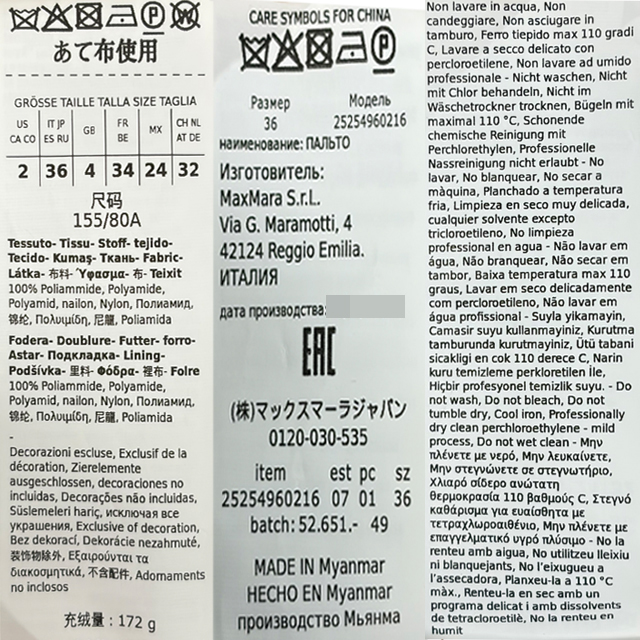 あて布使用
GRÖSSE TAILLE TALLA SIZE TAGLIA
US
CA CO
IT JP
ES RU
GB
FR
BE
MX
CH NL
AT DE
2 36 4 34 24 32
尺码
155/80A
Tessuto- Tissu- Stoff- tejido-
Tecido- Kumaş- Ткань- Fabric-
Látka- 布料- Ύφασμα- 布- Teixit
100% Poliammide, Polyamide,
Polyamid, nailon, Nylon, Полиамид,
锦纶, Πολυμίδη, 尼龍, Poliamida
Fodera- Doublure- Futter- forro-
Astar- Подкладка- Lining-
Podšívka- 里料- Φόδρα- 裡布- Folre
100% Poliammide, Polyamide,
Polyamid, nailon, Nylon, Полиамид,
锦纶, Πολυμίδη, 尼龍, Poliamida
-
Decorazioni escluse, Exclusif de la
décoration, Zierelemente
ausgeschlossen, decoraciones no
incluidas, Decorações não incluidas,
Süslemeleri hariç, исключая все
украшения, Exclusive of decoration,
Bez dekorací, Dekorácie nezahmuté,
装饰物除外, Εξαιρούνται τα
διακοσμητικά, 不含配件, Adornaments
no inclosos
充绒量：172 g
CARE SYMBOLS FOR CHINA
Размер Модель
36 25254960216
наименование: ПАЛЬТО
Изготовитель:
MaxMara S.r.L.
Via G. Maramotti, 4
42124 Reggio Emilia.
ИТАЛИЯ
дата производства:
EAC
(株)マックスマーラジャパン
0120-030-535
item est pc sz
25254960216 07 01 36
batch: 52.651.- 49
MADE IN Myanmar
HECHO EN Myanmar
производство Мьянма
Non lavare in acqua, Non
candeggiare, Non asciugare in
tamburo, Ferro tiepido max 110 gradi
C, Lavare a secco delicato con
percloroetilene, Non lavare ad umido
professionale - Nicht waschen, Nicht
mit Chlor behandeln, Nicht im
Wäschetrockner trocknen, Bügeln mit
maximal 110 °C, Schonende
chemische Reinigung mit
Perchlorethylen, Professionelle
Nassreinigung nicht erlaubt - No
lavar, No blanquear, No secar a
màquina, Planchado a temperatura
fria, Limpieza en seco muy delicada,
cualquier solvente excepto
tricloroetileno, No limpieza
professional en agua - Não lavar em
água, Não branquear, Não secar em
tambor, Baixa temperatura max 110
graus, Lavar em seco delicadamente
com percloroetileno, Não lavar em
água profissional - Suyla yikamayin,
Camasir suyu kullanmayiniz, Kurutma
tamburunda kurutmayiniz, Ütü tabani
sicakligi en cok 110 derece C, Narin
kuru temizleme perkloretilen İle,
Hiçbir profesyonel temizlik suyu. - Do
not wash, Do not bleach, Do not
tumble dry, Cool iron, Professionally
dry clean perchloroethylene - mild
process, Do not wet clean - Μην
πλένετε με νερό, Μην λευκαίνετε,
Μην στεγνώνετε σε στεγνωτήριο,
Χλιαρό σίδερο ανώτατη
θερμοκρασία 110 βαθμούς C, Στεγνό
καθάρισμα για ευαίσθητα με
τετραχλωροαιθένιο, Μην πλένετε με
επαγγελματικό υγρό πλύσιμο - No la
renteu amb aigua, No utilitzeu lleixiu
ni blanquejants, No l'eixugueu a
l'assecadora, Planxeu-la a 110 °C
màx., Renteu-la en sec amb un
programa delicat i amb dissolvents
de tetracloroetilè, No la renteu en
humit